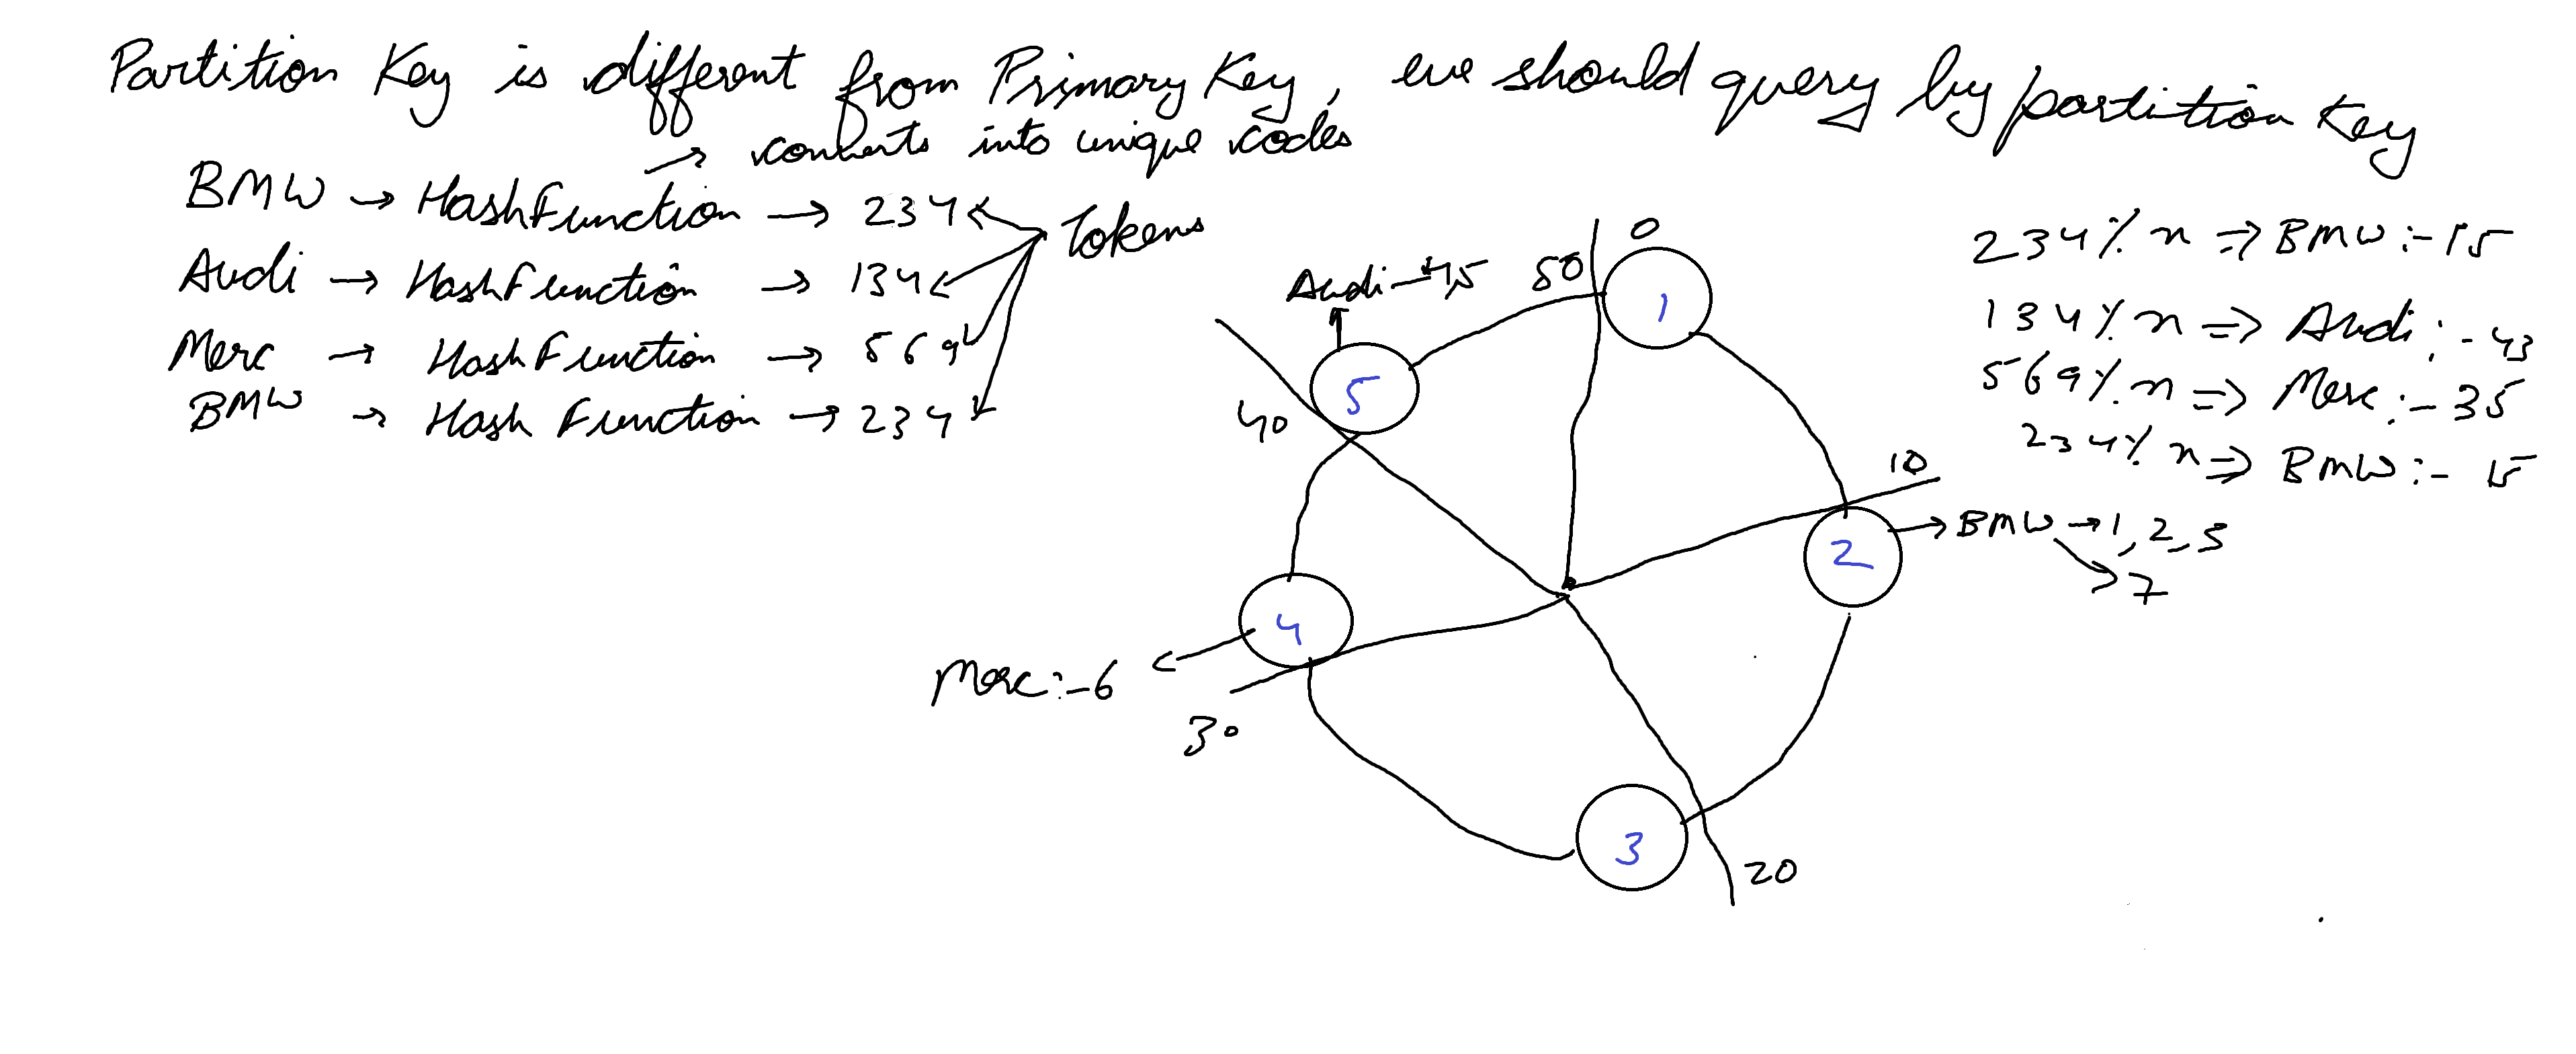 Partition Key is different from Primary Key, we should query by partition Key
→ converts into unique codes
BMW → HashFunction → 234
Audi → HashFunction → 134
Merc → HashFunction → 569
BMW → Hash Function → 234
Tokens
234 % n => BMW :- 15
134 % n => Audi :- 43
569 % n => Merc :- 35
234 % n => BMW :- 15
0
50
Audi - 4,5
1
5
40
10
2
BMW → 1, 2, 3
7
4
Merc :- 6
30
3
20